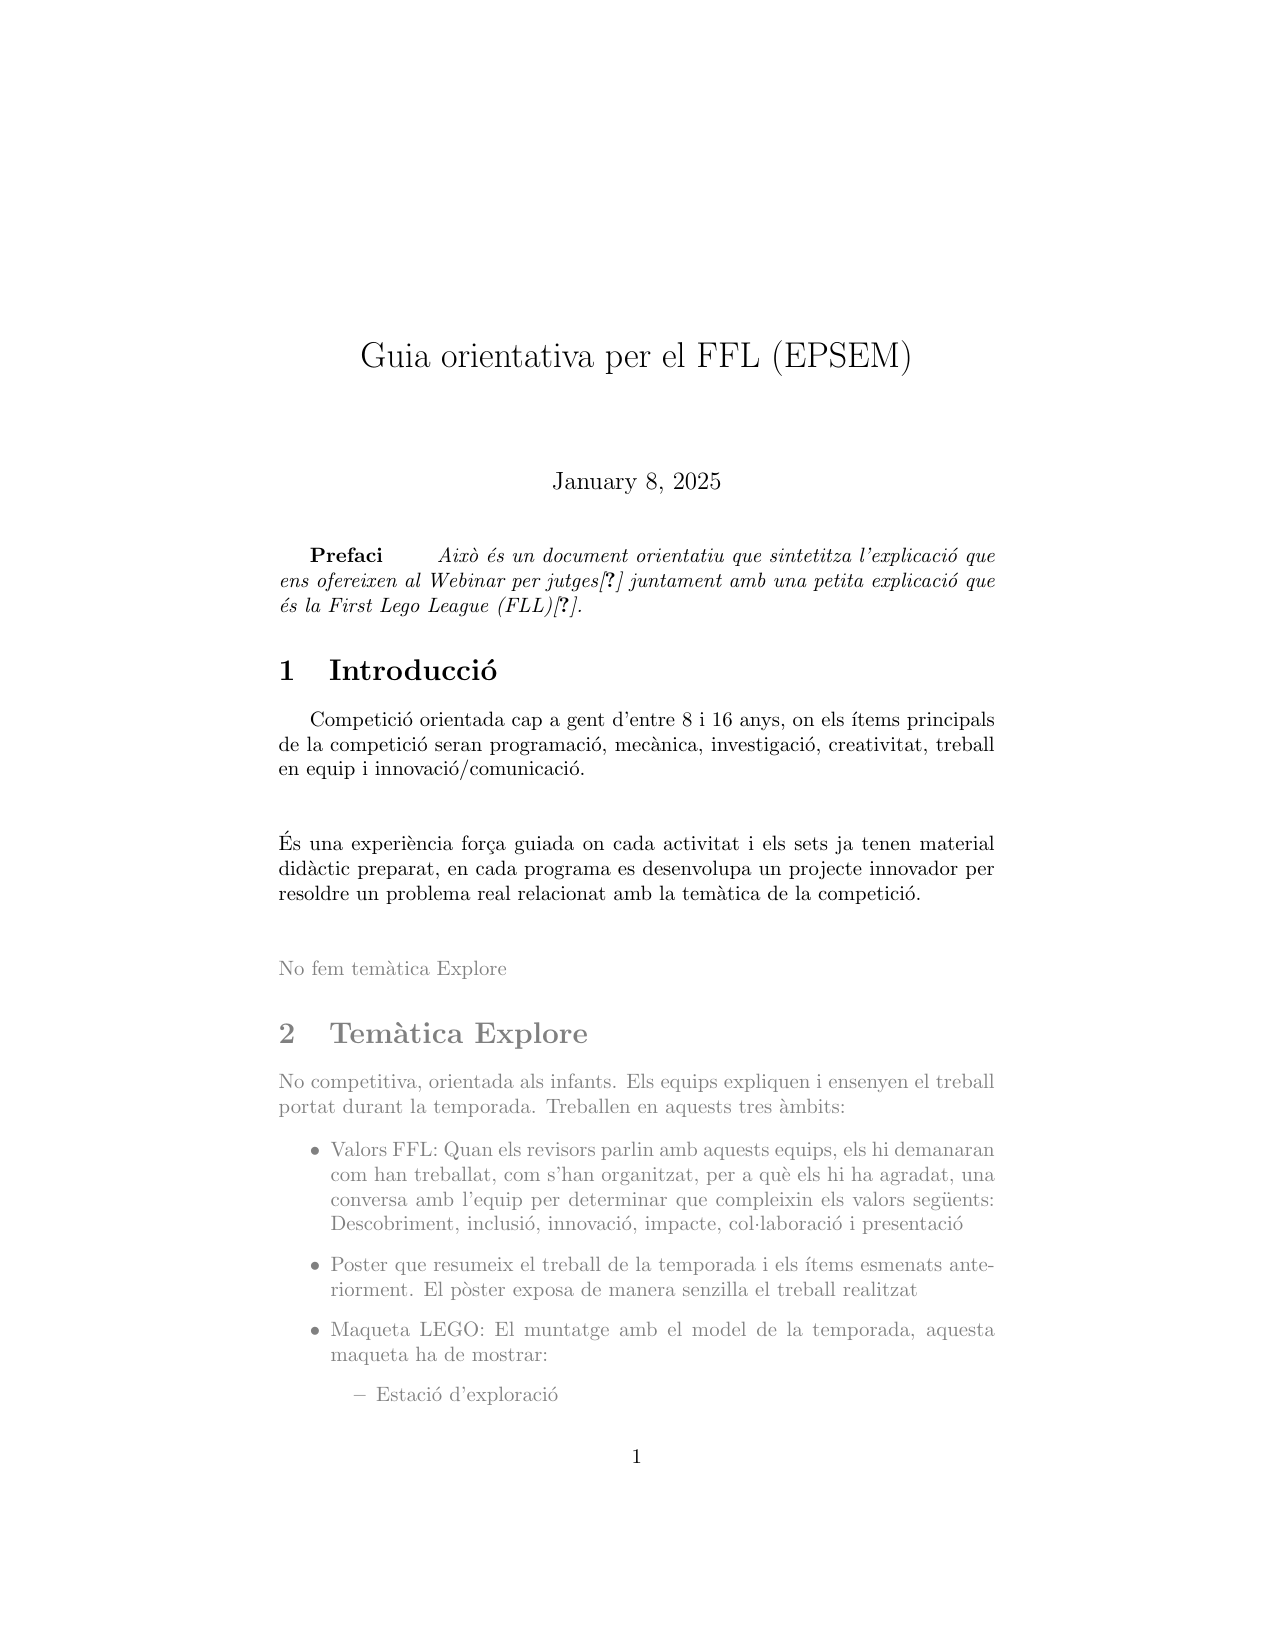 Guia orientativa per el FFL (EPSEM)
January 8, 2025
Prefaci Això és un document orientatiu que sintetitza l'explicació que
ens ofereixen al Webinar per jutges[?] juntament amb una petita explicació que
és la First Lego League (FLL)[?].
1 Introducció
Competició orientada cap a gent d'entre 8 i 16 anys, on els ítems principals
de la competició seran programació, mecànica, investigació, creativitat, treball
en equip i innovació/comunicació.
És una experiència força guiada on cada activitat i els sets ja tenen material
didàctic preparat, en cada programa es desenvolupa un projecte innovador per
resoldre un problema real relacionat amb la temàtica de la competició.
No fem temàtica Explore
2 Temàtica Explore
No competitiva, orientada als infants. Els equips expliquen i ensenyen el treball
portat durant la temporada. Treballen en aquests tres àmbits:
• Valors FFL: Quan els revisors parlin amb aquests equips, els hi demanaran
com han treballat, com s'han organitzat, per a què els hi ha agradat, una
conversa amb l'equip per determinar que compleixin els valors següents:
Descobriment, inclusió, innovació, impacte, col·laboració i presentació
• Poster que resumeix el treball de la temporada i els ítems esmenats ante-
riorment. El pòster exposa de manera senzilla el treball realitzat
• Maqueta LEGO: El muntatge amb el model de la temporada, aquesta
maqueta ha de mostrar:
– Estació d'exploració
1